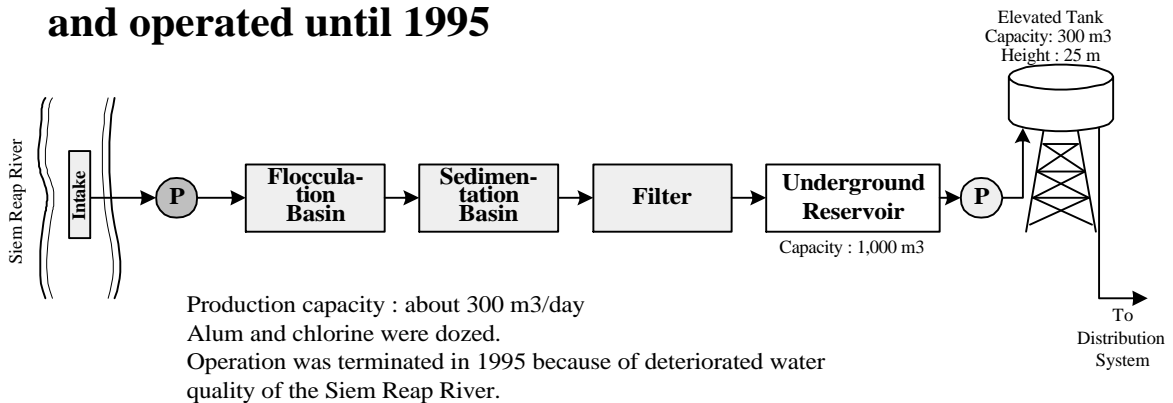 and operated until 1995
Elevated Tank
Capacity: 300 m3
Height : 25 m
Siem Reap River
Intake
P
Floccula-
tion
Basin
Sedimen-
tation
Basin
Filter
Underground
Reservoir
Capacity : 1,000 m3
P
To
Distribution
System
Production capacity : about 300 m3/day
Alum and chlorine were dozed.
Operation was terminated in 1995 because of deteriorated water
quality of the Siem Reap River.